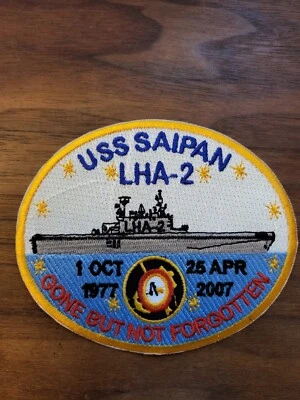 USS SAIPAN
LHA-2
LHA-2
1 OCT 25 APR
1977 2007
GONE BUT NOT FORGOTTEN